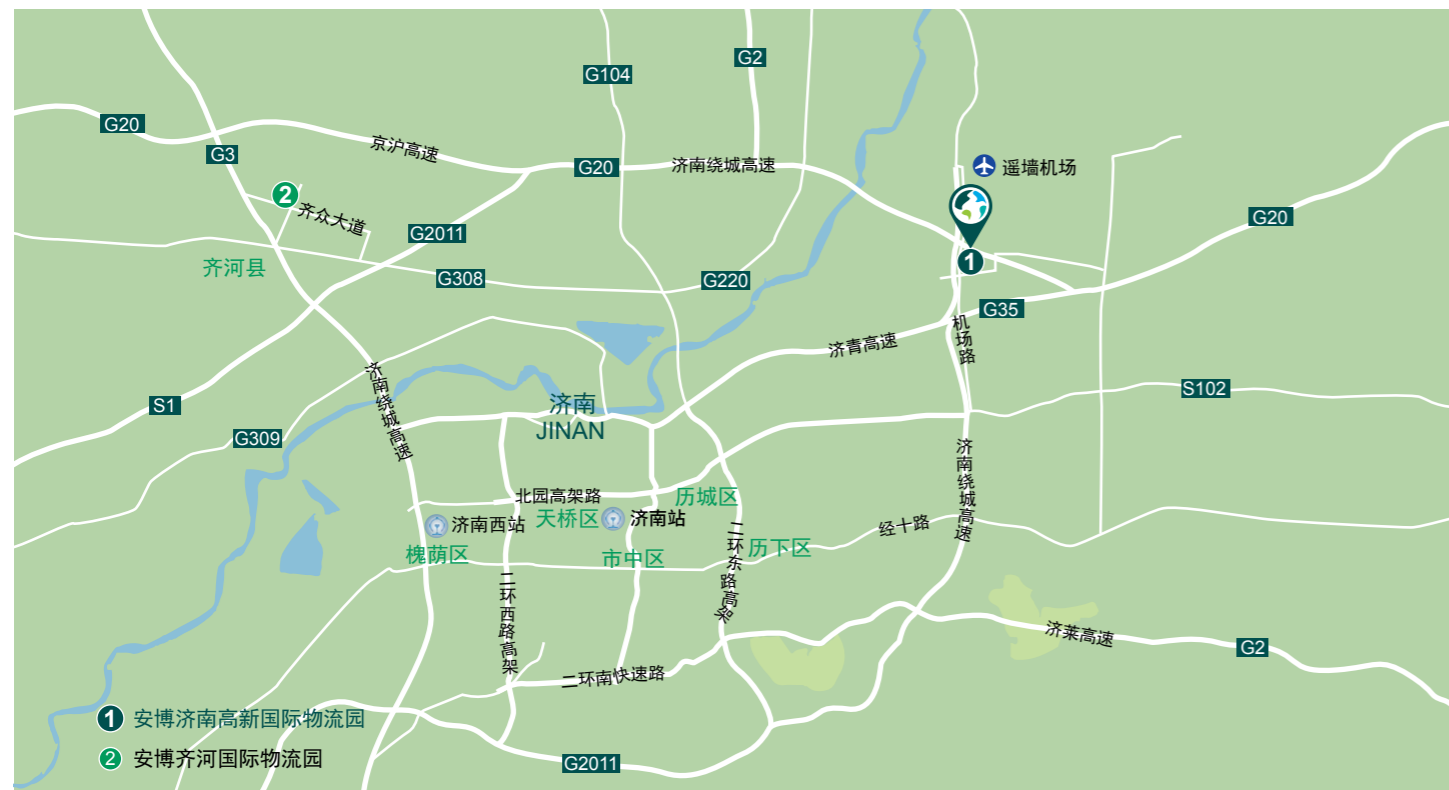 G104
G2
G20
G3
京沪高速
G20
济南绕城高速
遥墙机场
2
齐众大道
G2011
G20
齐河县
G308
G220
1
G35
机场路
济青高速
济南绕城高速
S1
济南
JINAN
S102
G309
济南绕城高速
北园高架路
历城区
济南西站
天桥区
济南站
经十路
槐荫区
市中区
二环东路高架
历下区
二环西路高架
济莱高速
G2
二环南快速路
1 安博济南高新国际物流园
2 安博齐河国际物流园
G2011